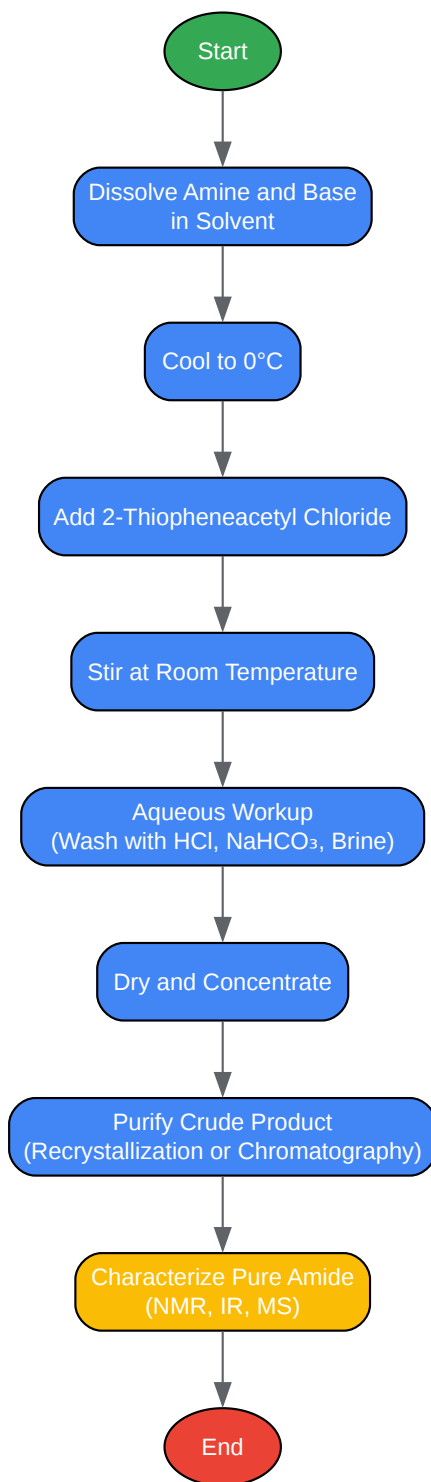 Start
Dissolve Amine and Base
in Solvent
Cool to 0°C
Add 2-Thiopheneacetyl Chloride
Stir at Room Temperature
Aqueous Workup
(Wash with HCl, NaHCO₃, Brine)
Dry and Concentrate
Purify Crude Product
(Recrystallization or Chromatography)
Characterize Pure Amide
(NMR, IR, MS)
End